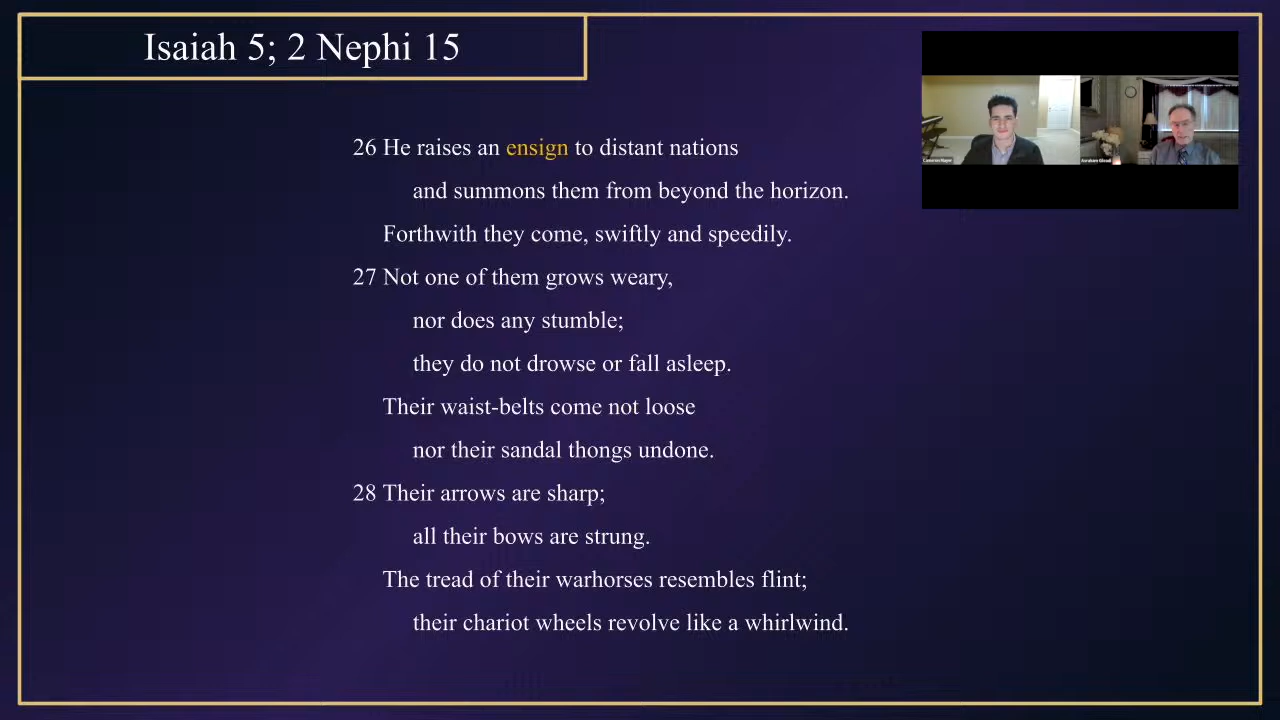 Isaiah 5; 2 Nephi 15
26 He raises an ensign to distant nations
and summons them from beyond the horizon.
Forthwith they come, swiftly and speedily.
27 Not one of them grows weary,
nor does any stumble;
they do not drowse or fall asleep.
Their waist-belts come not loose
nor their sandal thongs undone.
28 Their arrows are sharp;
all their bows are strung.
The tread of their warhorses resembles flint;
their chariot wheels revolve like a whirlwind.